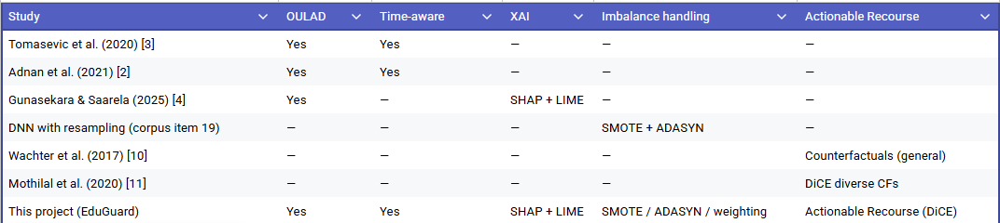 Study OULAD Time-aware XAI Imbalance handling Actionable Recourse
Tomasevic et al. (2020) [3] Yes Yes — — —
Adnan et al. (2021) [2] Yes Yes — — —
Gunasekara & Saarela (2025) [4] Yes — SHAP + LIME — —
DNN with resampling (corpus item 19) — — — SMOTE + ADASYN —
Wachter et al. (2017) [10] — — — — Counterfactuals (general)
Mothilal et al. (2020) [11] — — — — DiCE diverse CFs
This project (EduGuard) Yes Yes SHAP + LIME SMOTE / ADASYN / weighting Actionable Recourse (DiCE)